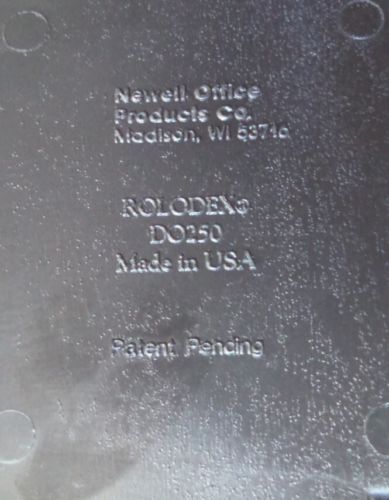 Newell Office
Products Co.
Madison, WI 53716
ROLODEX®
DO250
Made in USA
Patent Pending